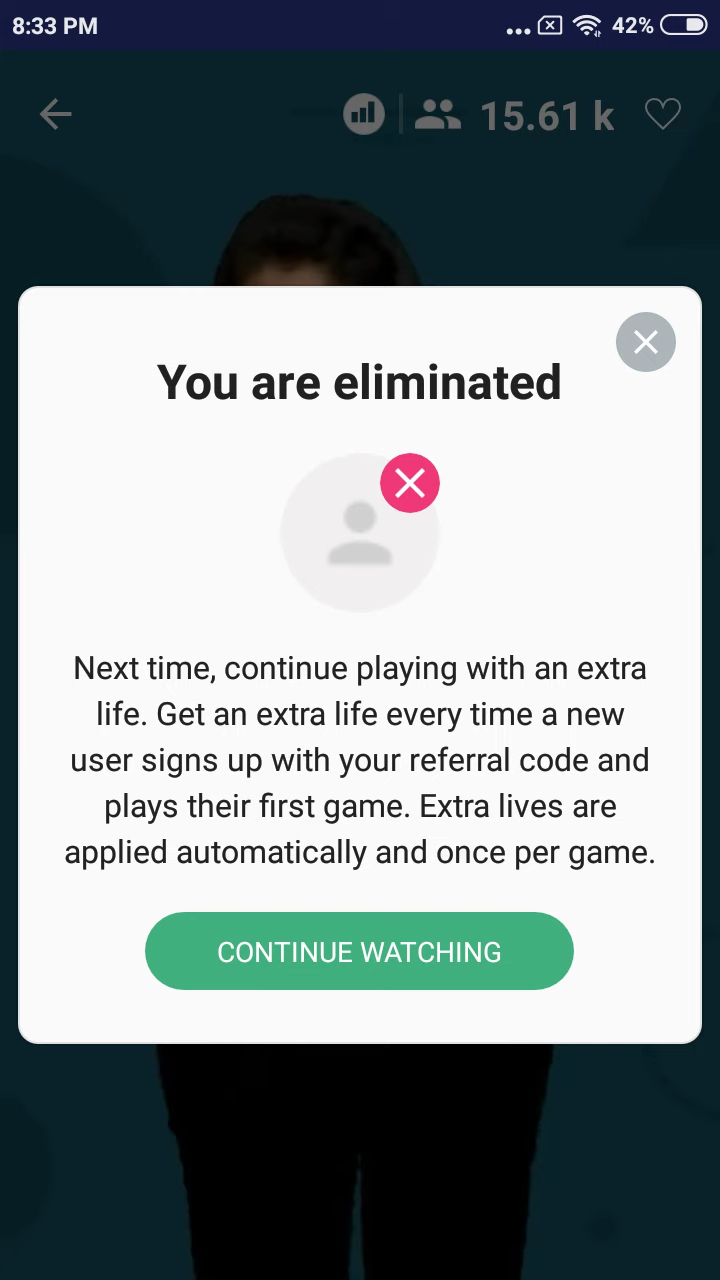 8:33 PM
42%
15.61 k
You are eliminated
Next time, continue playing with an extra
life. Get an extra life every time a new
user signs up with your referral code and
plays their first game. Extra lives are
applied automatically and once per game.
CONTINUE WATCHING